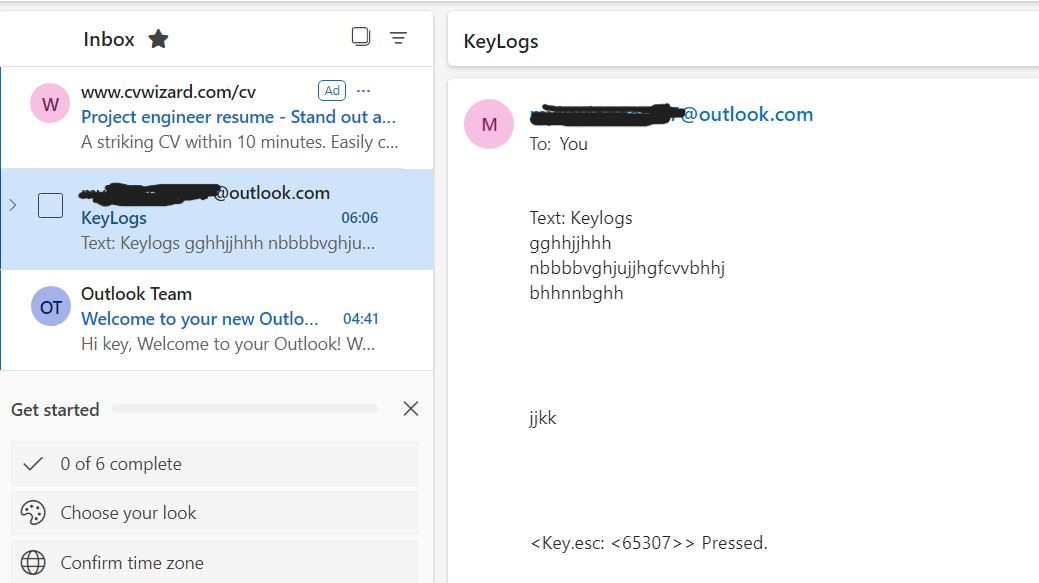 Inbox
W
www.cvwizard.com/cv
Ad
Project engineer resume - Stand out a...
A striking CV within 10 minutes. Easily c...
@outlook.com
KeyLogs
06:06
Text: Keylogs gghhjjhhh nbbbbvghju...
OT
Outlook Team
Welcome to your new Outlo...
04:41
Hi key, Welcome to your Outlook! W...
Get started
0 of 6 complete
Choose your look
Confirm time zone
KeyLogs
M
@outlook.com
To: You
Text: Keylogs
gghhjjhhh
nbbbbvghjujjhgfcvvbhhj
bhhnnbghh
jjkk
<Key.esc: <65307>> Pressed.